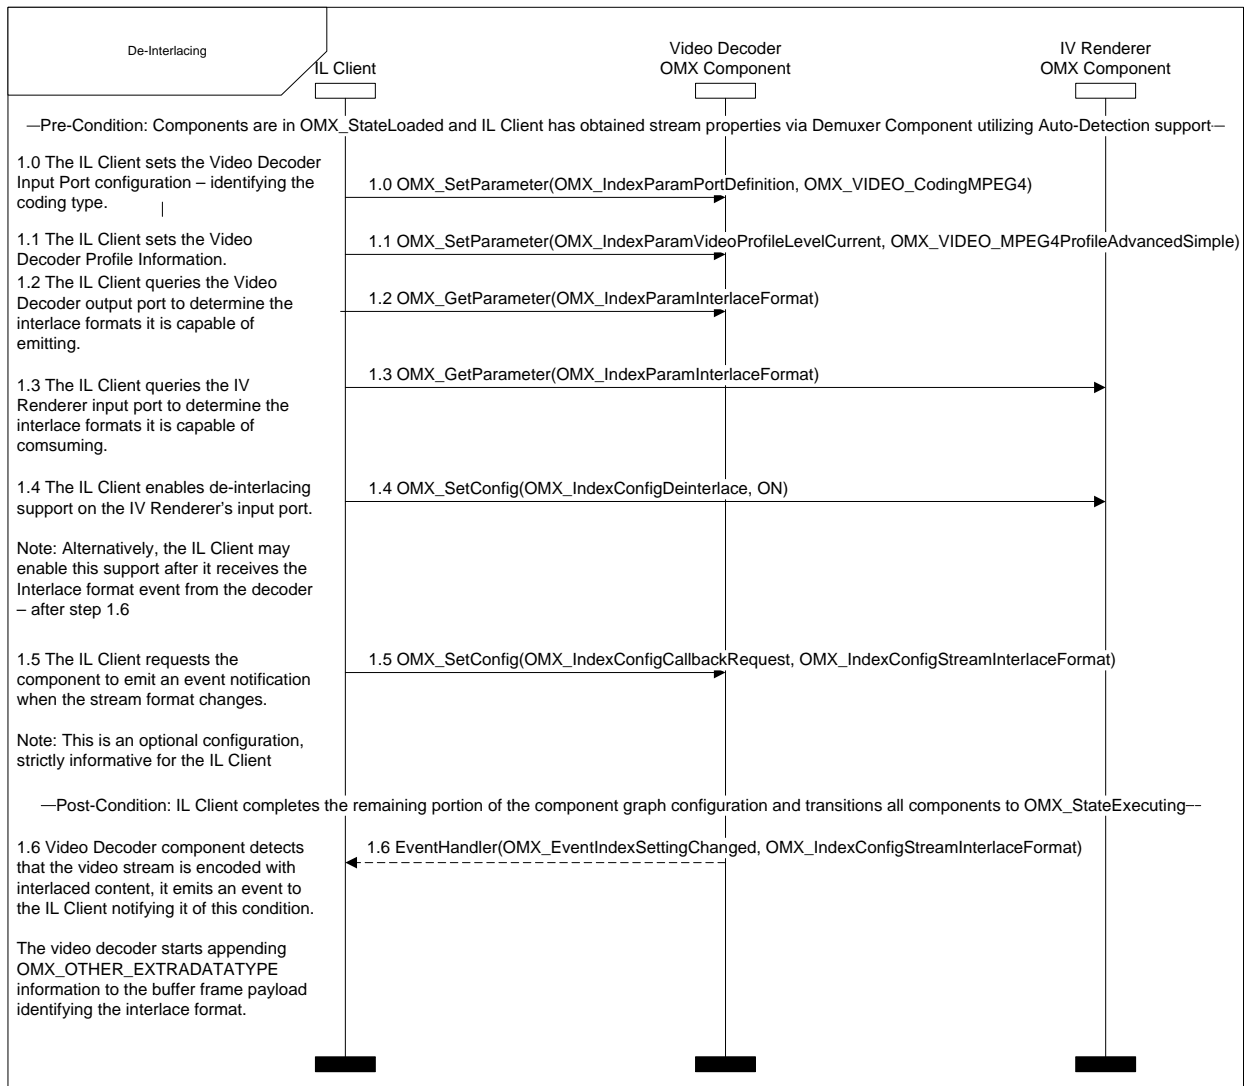 De-Interlacing
IL Client
Video Decoder
OMX Component
IV Renderer
OMX Component
Pre-Condition: Components are in OMX_StateLoaded and IL Client has obtained stream properties via Demuxer Component utilizing Auto-Detection support
1.0 The IL Client sets the Video Decoder
Input Port configuration – identifying the
coding type.
1.0 OMX_SetParameter(OMX_IndexParamPortDefinition, OMX_VIDEO_CodingMPEG4)
1.1 The IL Client sets the Video
Decoder Profile Information.
1.1 OMX_SetParameter(OMX_IndexParamVideoProfileLevelCurrent, OMX_VIDEO_MPEG4ProfileAdvancedSimple)
1.2 The IL Client queries the Video
Decoder output port to determine the
interlace formats it is capable of
emitting.
1.2 OMX_GetParameter(OMX_IndexParamInterlaceFormat)
1.3 The IL Client queries the IV
Renderer input port to determine the
interlace formats it is capable of
comsuming.
1.3 OMX_GetParameter(OMX_IndexParamInterlaceFormat)
1.4 The IL Client enables de-interlacing
support on the IV Renderer's input port.
1.4 OMX_SetConfig(OMX_IndexConfigDeinterlace, ON)
Note: Alternatively, the IL Client may
enable this support after it receives the
Interlace format event from the decoder
– after step 1.6
1.5 The IL Client requests the
component to emit an event notification
when the stream format changes.
1.5 OMX_SetConfig(OMX_IndexConfigCallbackRequest, OMX_IndexConfigStreamInterlaceFormat)
Note: This is an optional configuration,
strictly informative for the IL Client
Post-Condition: IL Client completes the remaining portion of the component graph configuration and transitions all components to OMX_StateExecuting
1.6 Video Decoder component detects
that the video stream is encoded with
interlaced content, it emits an event to
the IL Client notifying it of this condition.
1.6 EventHandler(OMX_EventIndexSettingChanged, OMX_IndexConfigStreamInterlaceFormat)
The video decoder starts appending
OMX_OTHER_EXTRADATATYPE
information to the buffer frame payload
identifying the interlace format.